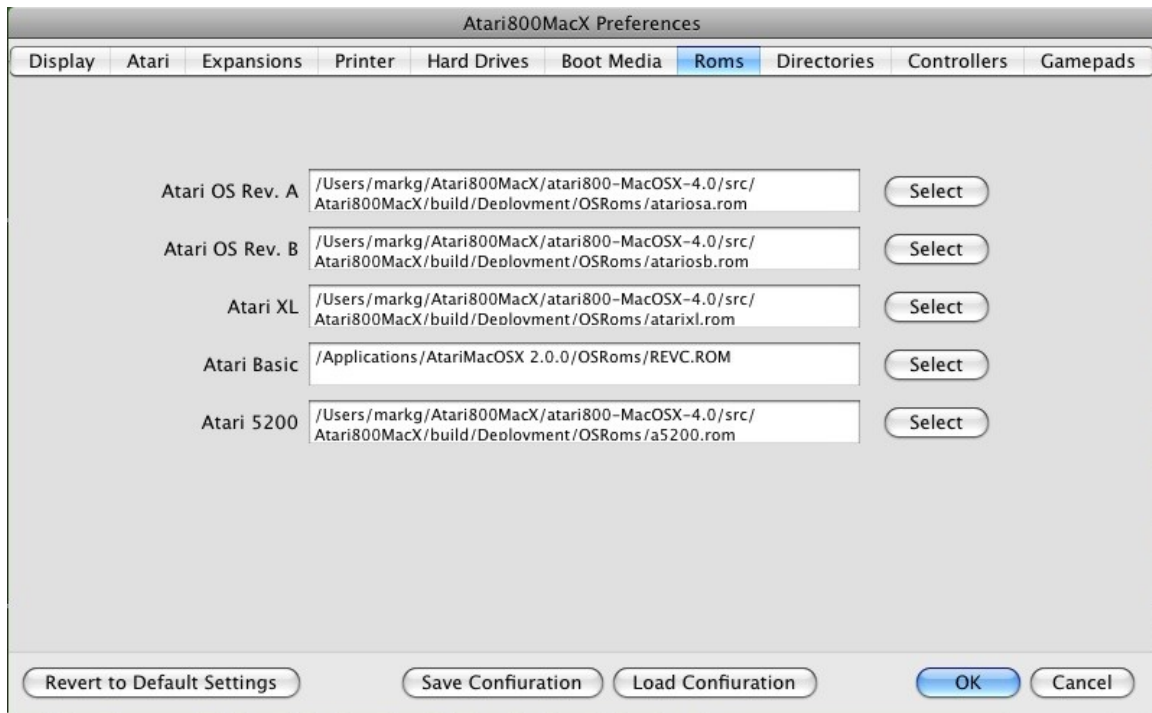 Atari800MacX Preferences
Display Atari Expansions Printer Hard Drives Boot Media Roms Directories Controllers Gamepads
Atari OS Rev. A
/Users/markg/Atari800MacX/atari800-MacOSX-4.0/src/
Atari800MacX/build/Deployment/OSRoms/atariosa.rom
Select
Atari OS Rev. B
/Users/markg/Atari800MacX/atari800-MacOSX-4.0/src/
Atari800MacX/build/Deployment/OSRoms/atariosb.rom
Select
Atari XL
/Users/markg/Atari800MacX/atari800-MacOSX-4.0/src/
Atari800MacX/build/Deployment/OSRoms/atarixl.rom
Select
Atari Basic
/Applications/AtariMacOSX 2.0.0/OSRoms/REVC.ROM
Select
Atari 5200
/Users/markg/Atari800MacX/atari800-MacOSX-4.0/src/
Atari800MacX/build/Deployment/OSRoms/a5200.rom
Select
Revert to Default Settings Save Confiuration Load Confiuration OK Cancel